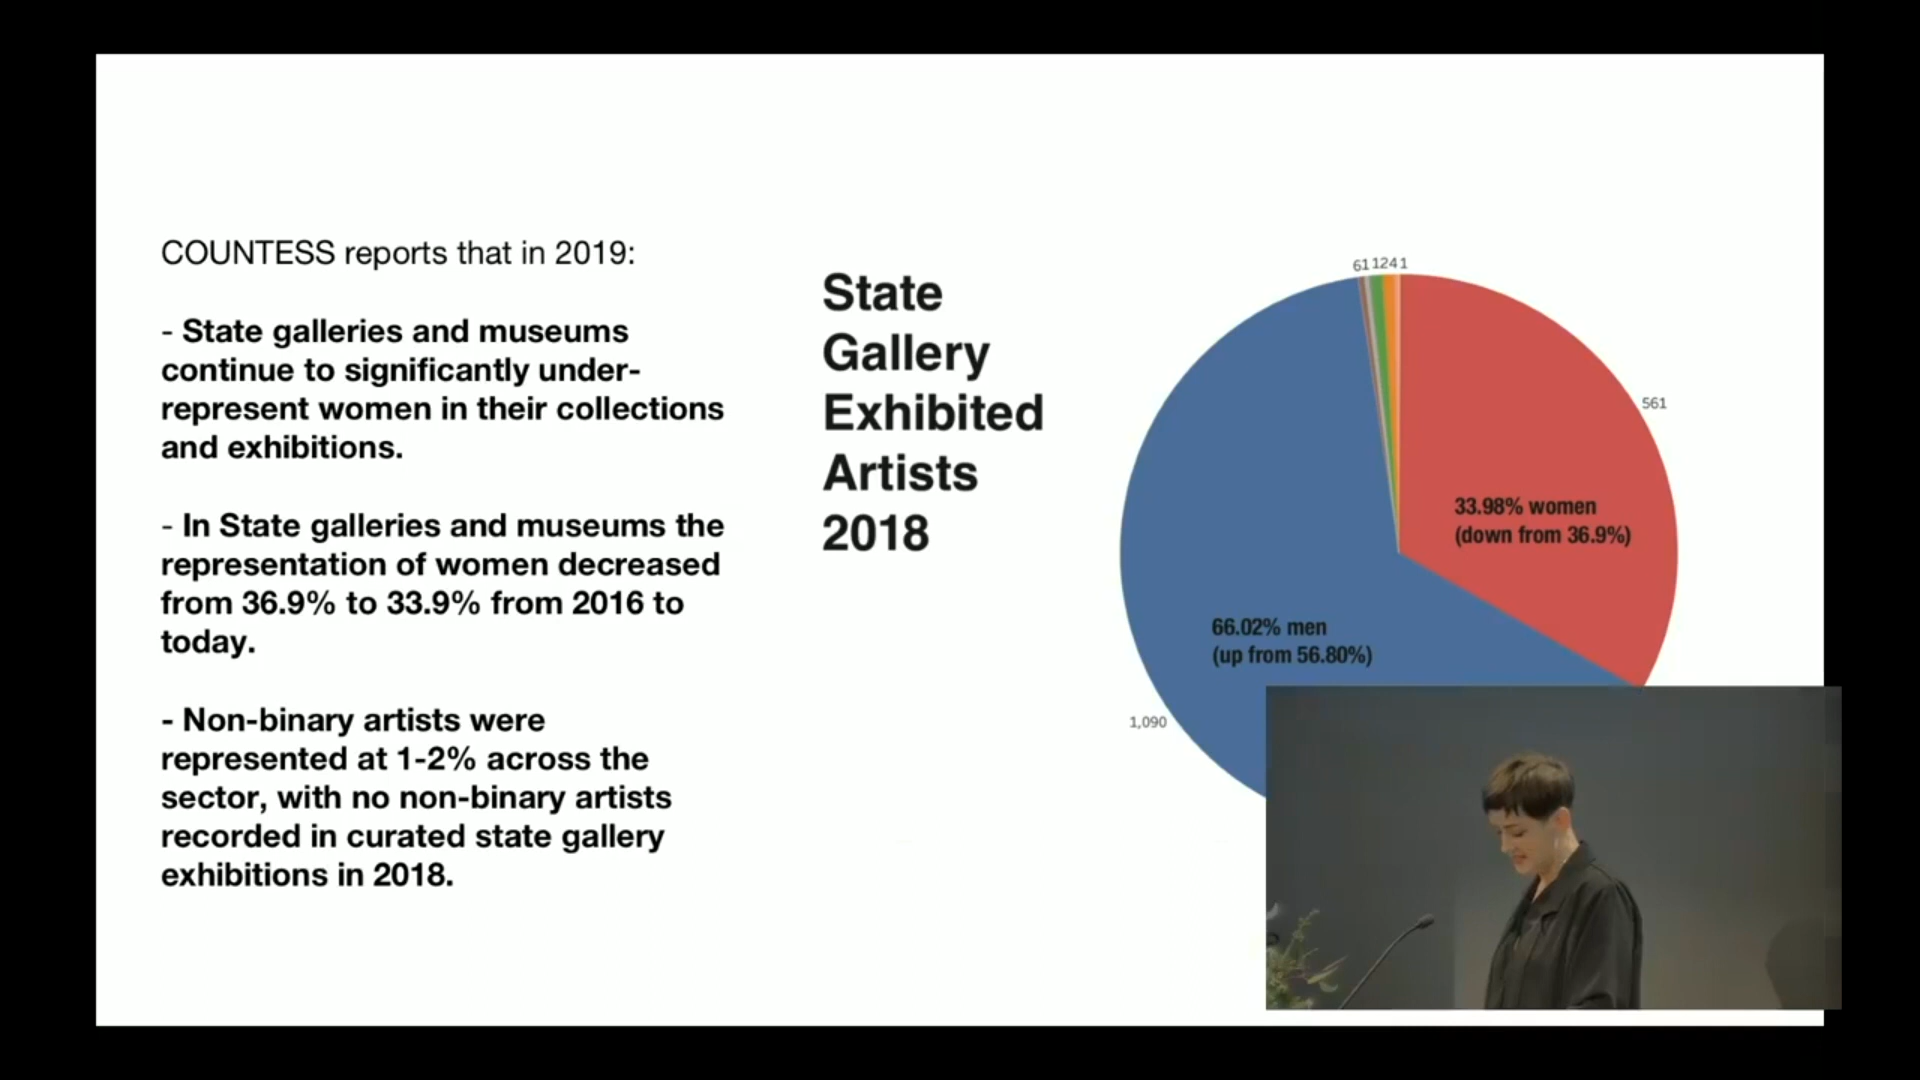 COUNTESS reports that in 2019:
- State galleries and museums
continue to significantly under-
represent women in their collections
and exhibitions.
- In State galleries and museums the
representation of women decreased
from 36.9% to 33.9% from 2016 to
today.
- Non-binary artists were
represented at 1-2% across the
sector, with no non-binary artists
recorded in curated state gallery
exhibitions in 2018.
State
Gallery
Exhibited
Artists
2018
611241
561
33.98% women
(down from 36.9%)
66.02% men
(up from 56.80%)
1,090